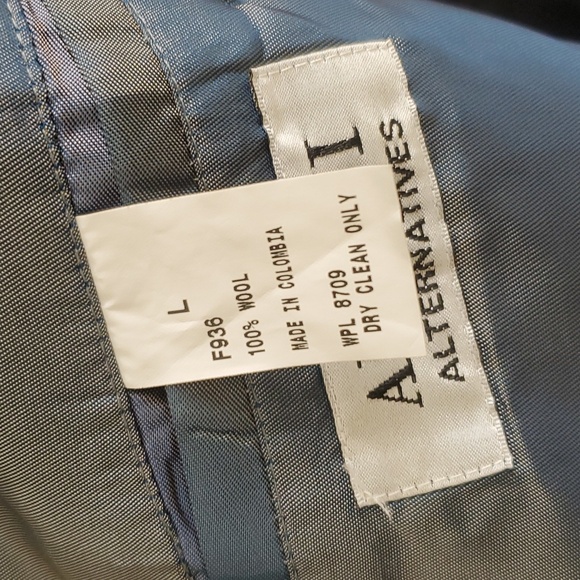 L
F936
100% WOOL
MADE IN COLOMBIA
WPL 8709
DRY CLEAN ONLY
ALTERNATIVES